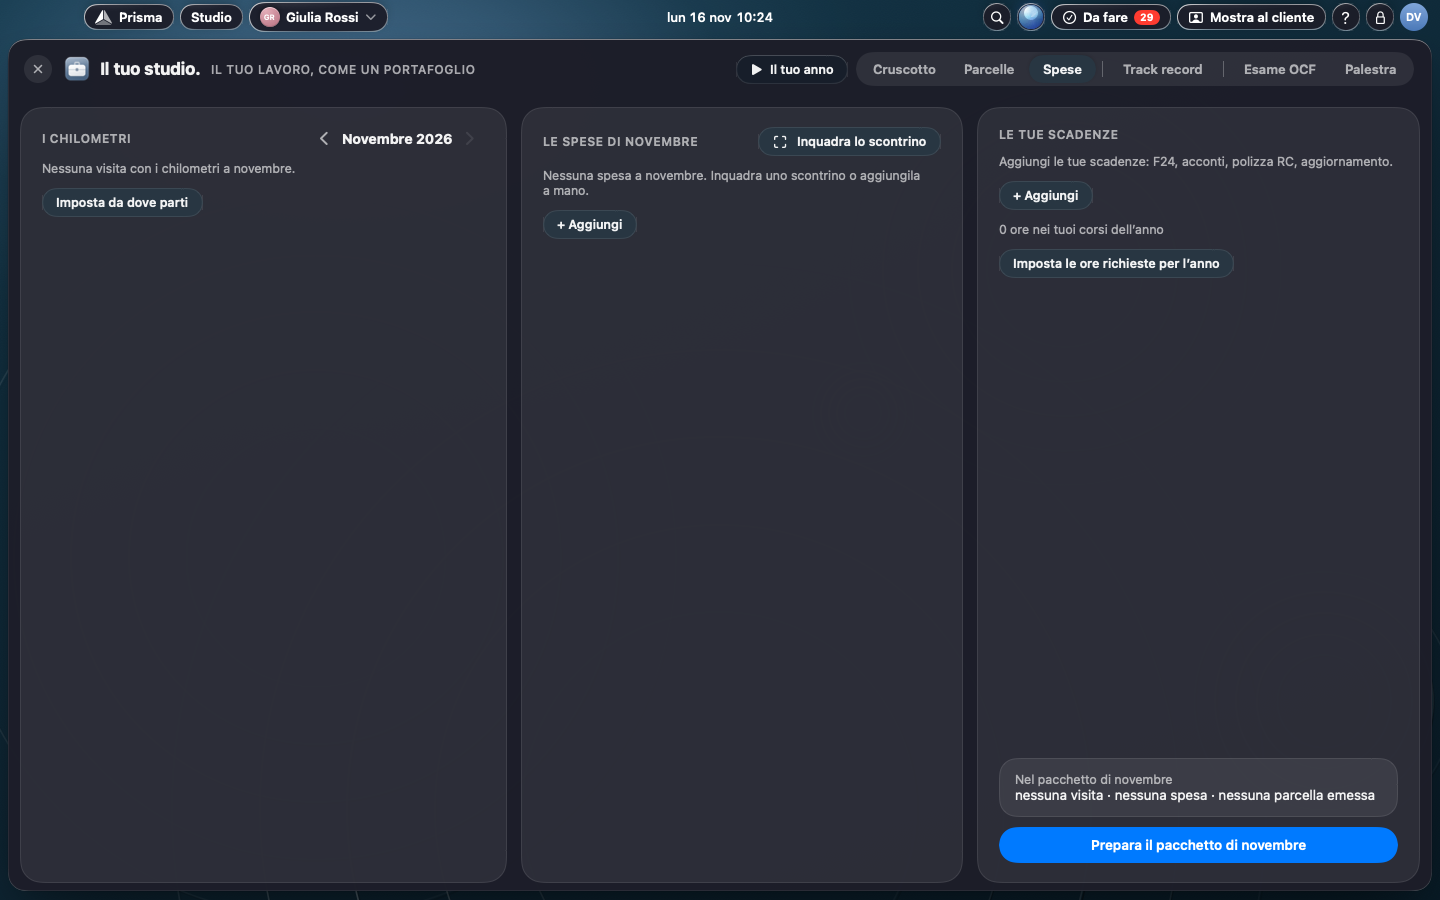 Prisma
Studio
GR Giulia Rossi
lun 16 nov 10:24
Da fare 29
Mostra al cliente
?
DV
Il tuo studio. IL TUO LAVORO, COME UN PORTAFOGLIO
Il tuo anno
Cruscotto
Parcelle
Spese
Track record
Esame OCF
Palestra
I CHILOMETRI
Novembre 2026
Nessuna visita con i chilometri a novembre.
Imposta da dove parti
LE SPESE DI NOVEMBRE
Inquadra lo scontrino
Nessuna spesa a novembre. Inquadra uno scontrino o aggiungila
a mano.
+ Aggiungi
LE TUE SCADENZE
Aggiungi le tue scadenze: F24, acconti, polizza RC, aggiornamento.
+ Aggiungi
0 ore nei tuoi corsi dell’anno
Imposta le ore richieste per l’anno
Nel pacchetto di novembre
nessuna visita · nessuna spesa · nessuna parcella emessa
Prepara il pacchetto di novembre